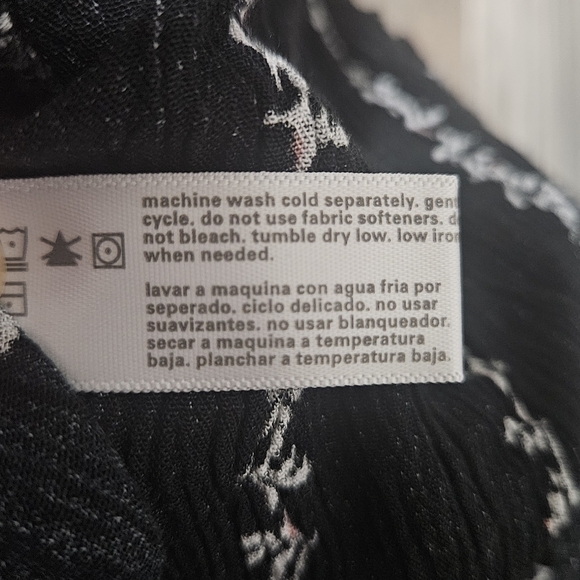 machine wash cold separately. gen
cycle. do not use fabric softeners. d
not bleach. tumble dry low. low iron
when needed.
lavar a maquina con agua fria por
seperado. ciclo delicado. no usar
suavizantes. no usar blanqueador.
secar a maquina a temperatura
baja. planchar a temperatura baja.